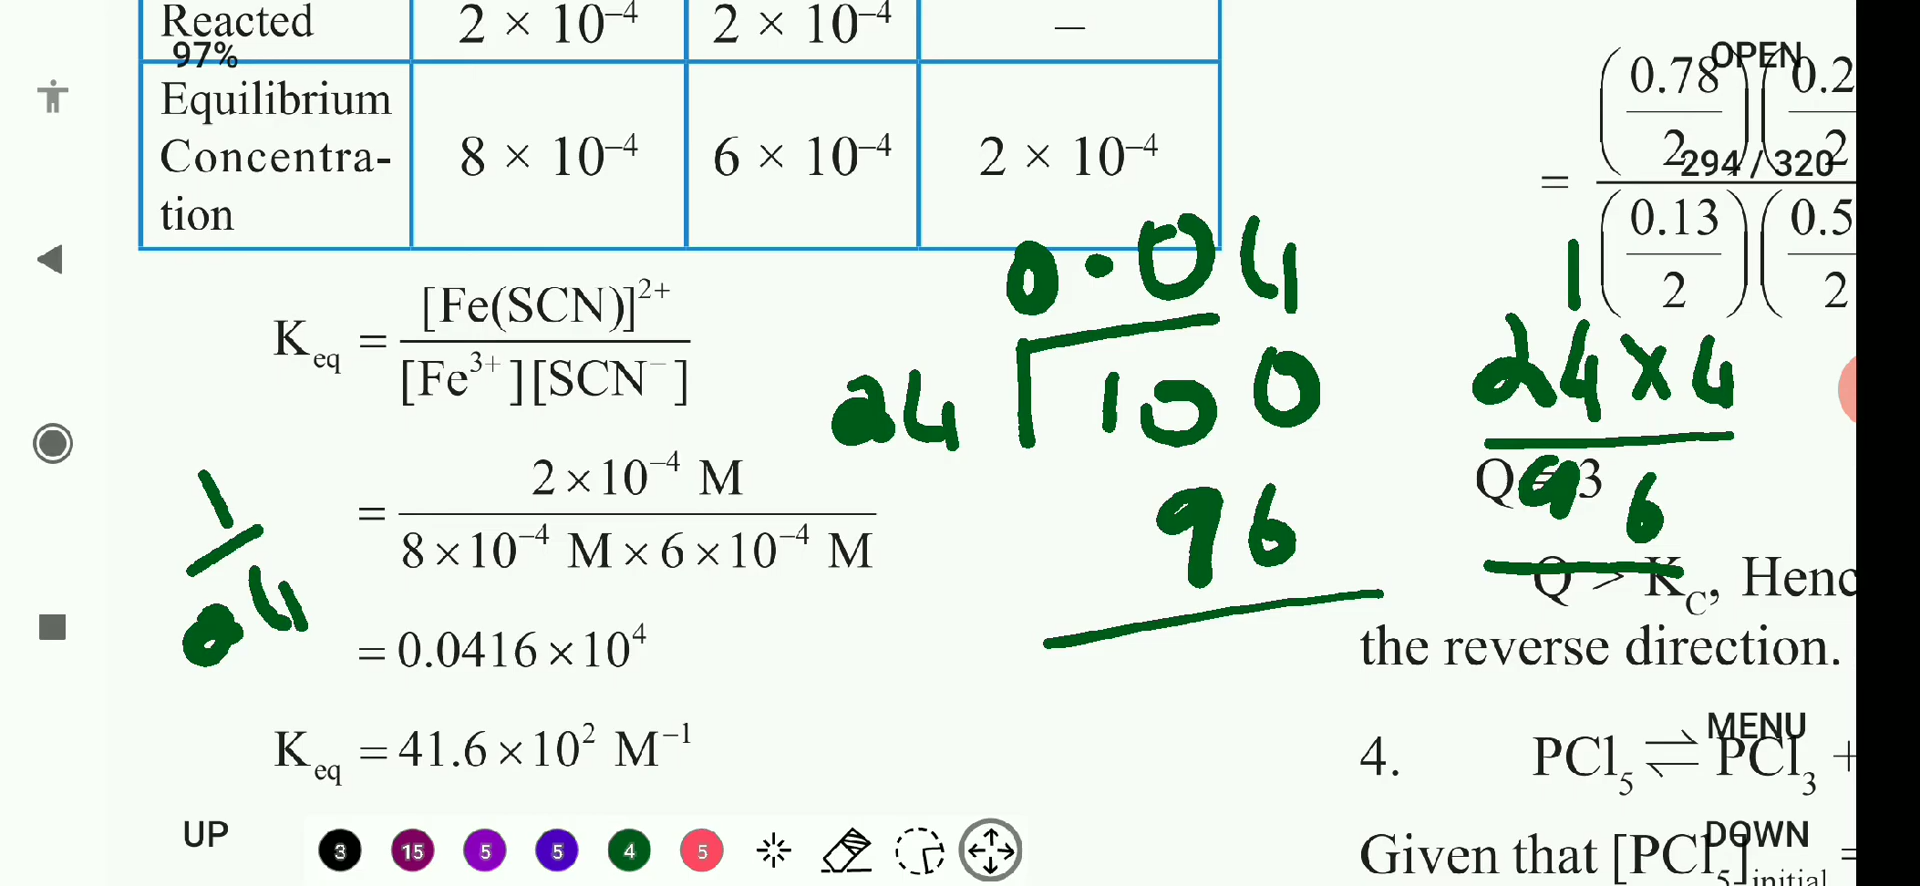 Reacted 2 × 10⁻⁴ 2 × 10⁻⁴ –
97%
Equilibrium
Concentra-
tion 8 × 10⁻⁴ 6 × 10⁻⁴ 2 × 10⁻⁴
K_eq = [Fe(SCN)]²⁺ / [Fe³⁺][SCN⁻]
= 2×10⁻⁴ M / 8×10⁻⁴ M × 6×10⁻⁴ M
= 0.0416×10⁴
K_eq = 41.6×10² M⁻¹
1/24
0.04
24 100
96
OPEN
294 / 320
= (0.78/2)(0.2/2
(0.13/2)(0.5/2
1
24×4
96
Q = 3
Q > K_C, Henc
the reverse direction.
MENU
4. PCl₅ ⇌ PCl₃ +
DOWN
Given that [PCl₅]initial =
UP
3 15 5 5 4 5